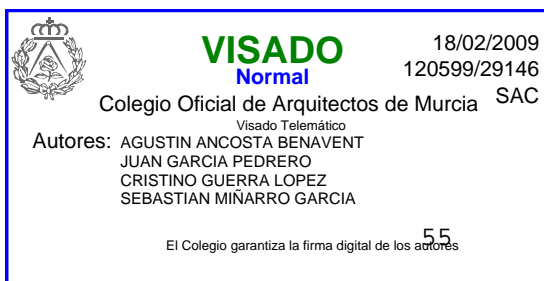 VISADO
Normal
18/02/2009
120599/29146
SAC
Colegio Oficial de Arquitectos de Murcia
Visado Telemático
Autores: AGUSTIN ANCOSTA BENAVENT
JUAN GARCIA PEDRERO
CRISTINO GUERRA LOPEZ
SEBASTIAN MIÑARRO GARCIA
El Colegio garantiza la firma digital de los autores
55